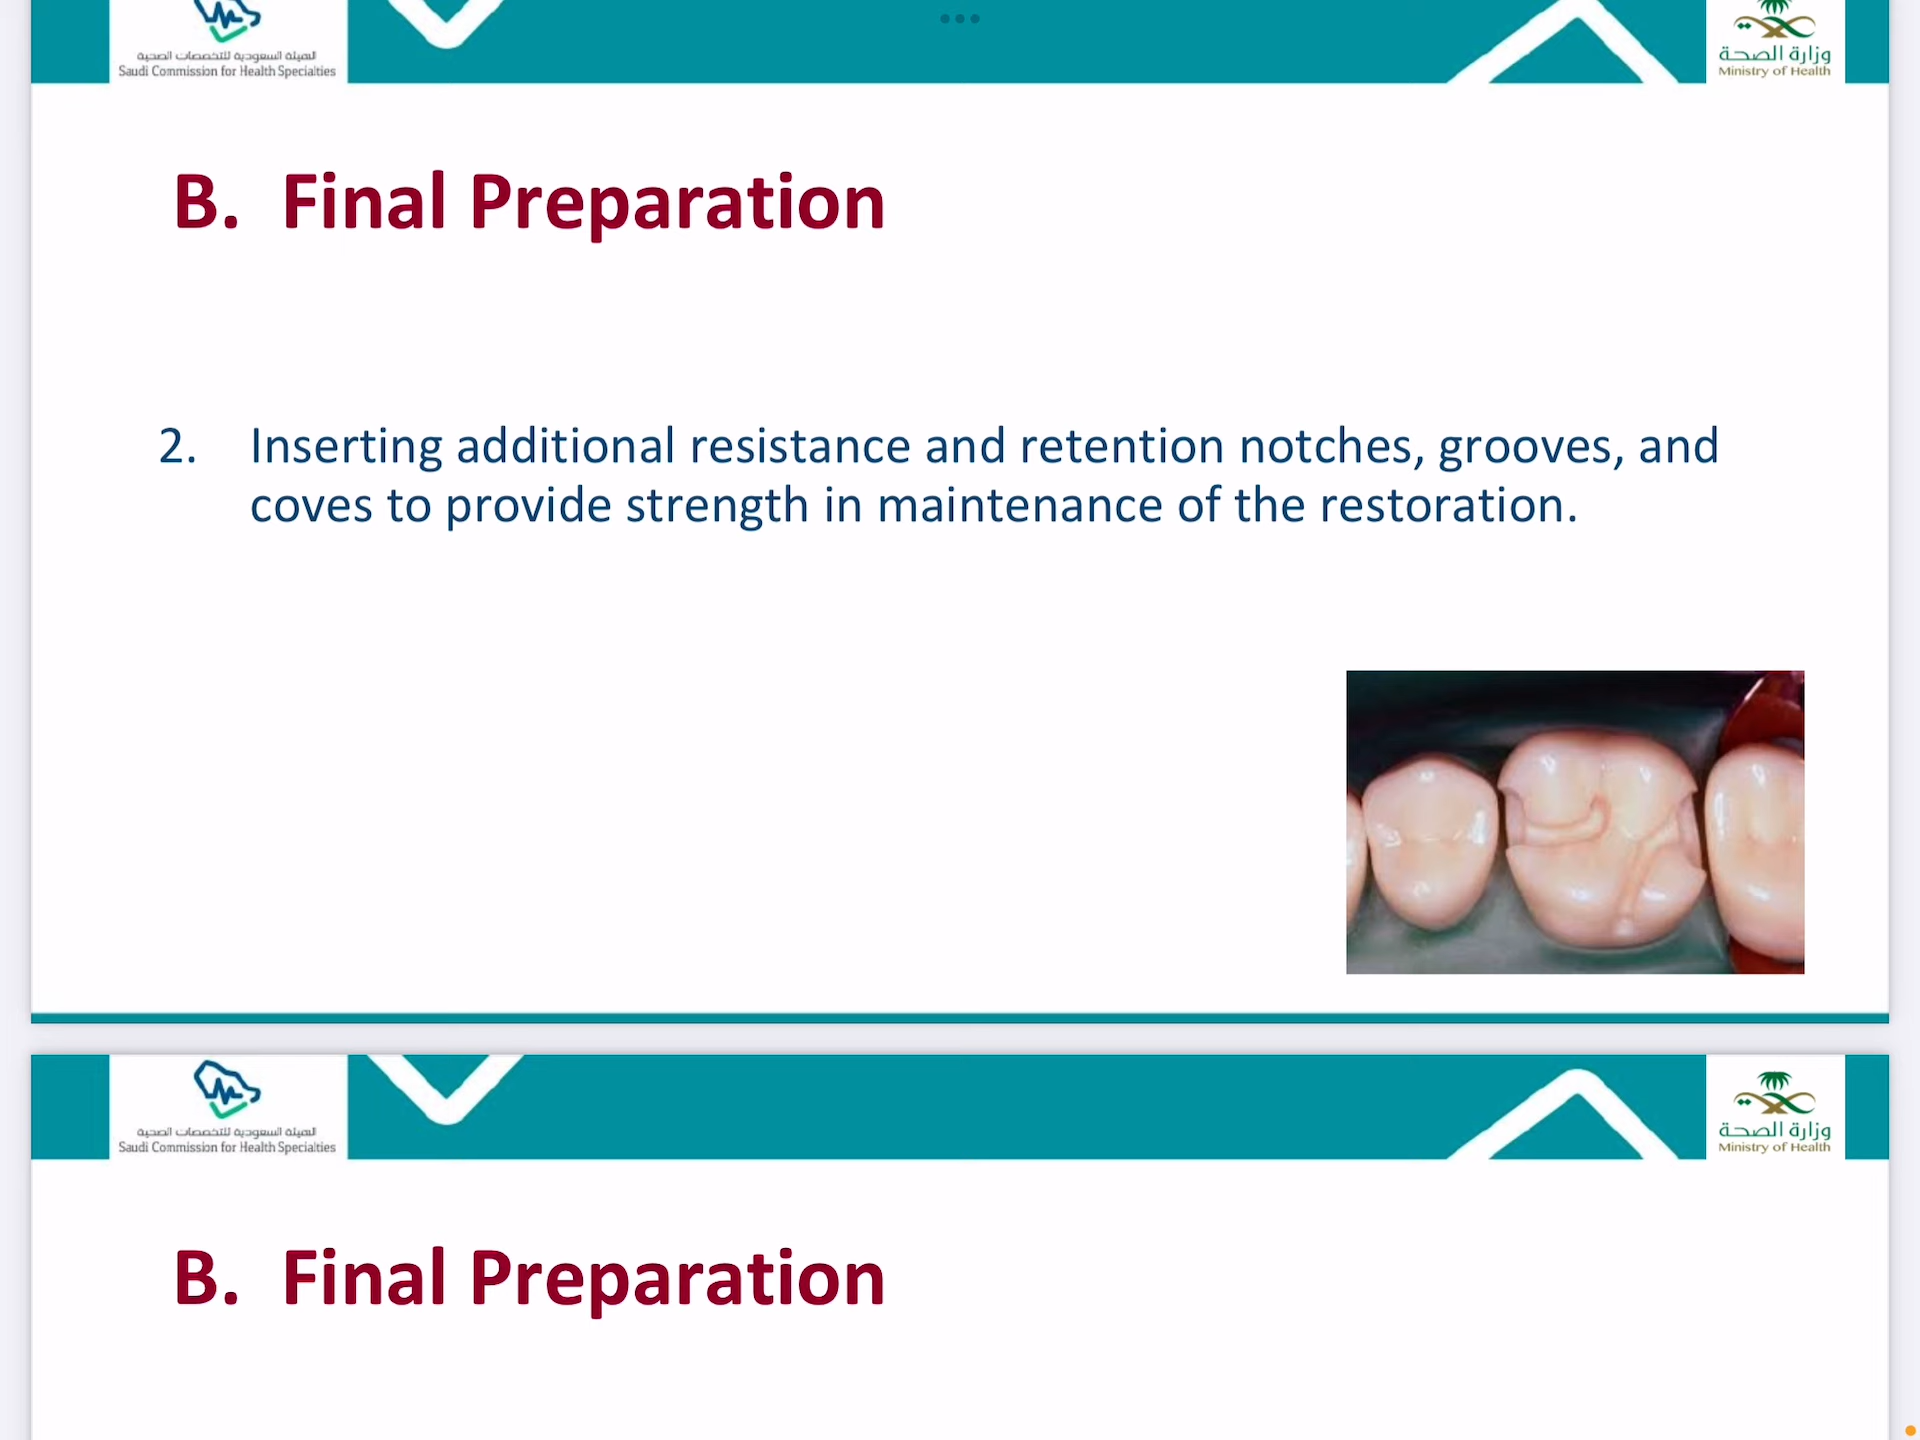 الهيئة السعودية للتخصصات الصحية
Saudi Commission for Health Specialties
وزارة الصحة
Ministry of Health
B. Final Preparation
2. Inserting additional resistance and retention notches, grooves, and
coves to provide strength in maintenance of the restoration.
الهيئة السعودية للتخصصات الصحية
Saudi Commission for Health Specialties
وزارة الصحة
Ministry of Health
B. Final Preparation